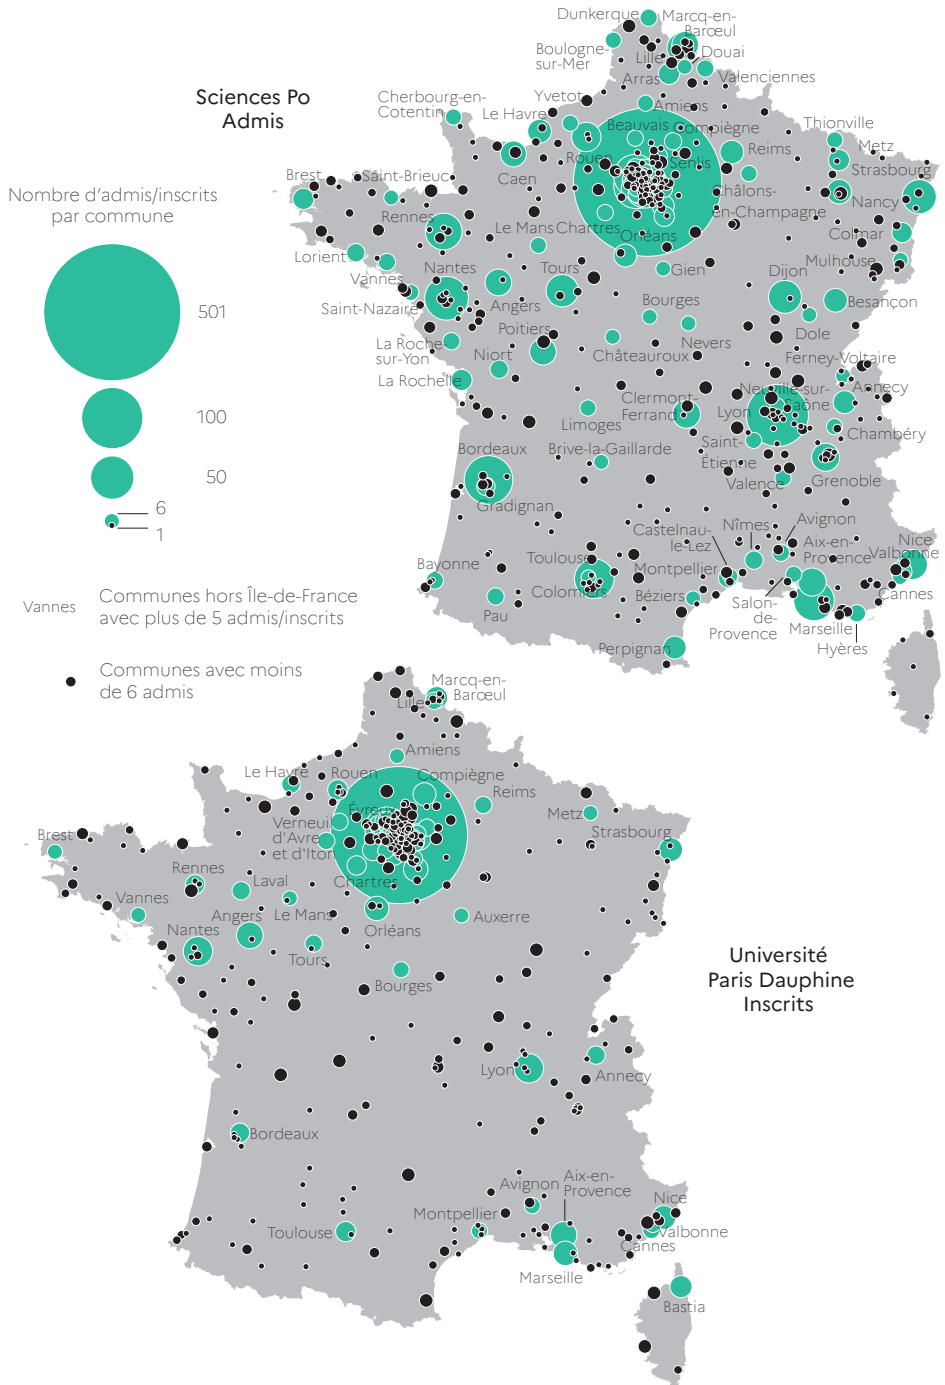 Sciences Po
Admis
Nombre d'admis/inscrits
par commune
501
100
50
6
1
Vannes
Communes hors Île-de-France
avec plus de 5 admis/inscrits
Communes avec moins
de 6 admis
Dunkerque
Marcq-en-
Barœul
Boulogne-
sur-Mer
Lille
Douai
Arras
Valenciennes
Cherbourg-en-
Cotentin
Yvetot
Le Havre
Amiens
Beauvais
Compiègne
Thionville
Rouen
Senlis
Reims
Metz
Caen
Strasbourg
Brest
Saint-Brieuc
Châlons-
en-Champagne
Nancy
Rennes
Le Mans
Chartres
Orléans
Colmar
Lorient
Vannes
Nantes
Tours
Gien
Dijon
Mulhouse
Saint-Nazaire
Angers
Bourges
Besançon
Poitiers
La Roche-
sur-Yon
Niort
Châteauroux
Nevers
Dole
Ferney-Voltaire
La Rochelle
Clermont-
Ferrand
Neuville-sur-
Saône
Annecy
Limoges
Lyon
Chambéry
Bordeaux
Brive-la-Gaillarde
Saint-
Étienne
Valence
Grenoble
Gradignan
Castelnau-
le-Lez
Nîmes
Avignon
Aix-en-
Provence
Nice
Valbonne
Bayonne
Toulouse
Montpellier
Colomiers
Béziers
Cannes
Pau
Salon-
de-
Provence
Marseille
Hyères
Perpignan
Université
Paris Dauphine
Inscrits
Marcq-en-
Barœul
Lille
Amiens
Le Havre
Rouen
Compiègne
Reims
Évreux
Metz
Brest
Verneuil
d'Avre
et d'Iton
Strasbourg
Rennes
Laval
Chartres
Vannes
Angers
Le Mans
Orléans
Auxerre
Nantes
Tours
Bourges
Lyon
Annecy
Bordeaux
Avignon
Aix-en-
Provence
Nice
Toulouse
Montpellier
Valbonne
Cannes
Marseille
Bastia